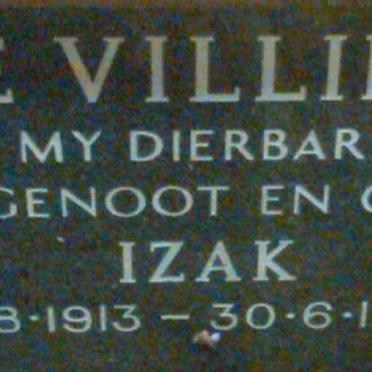 E VILLI
MY DIERBAR
GENOOT EN
IZAK
8·1913 – 30·6·1